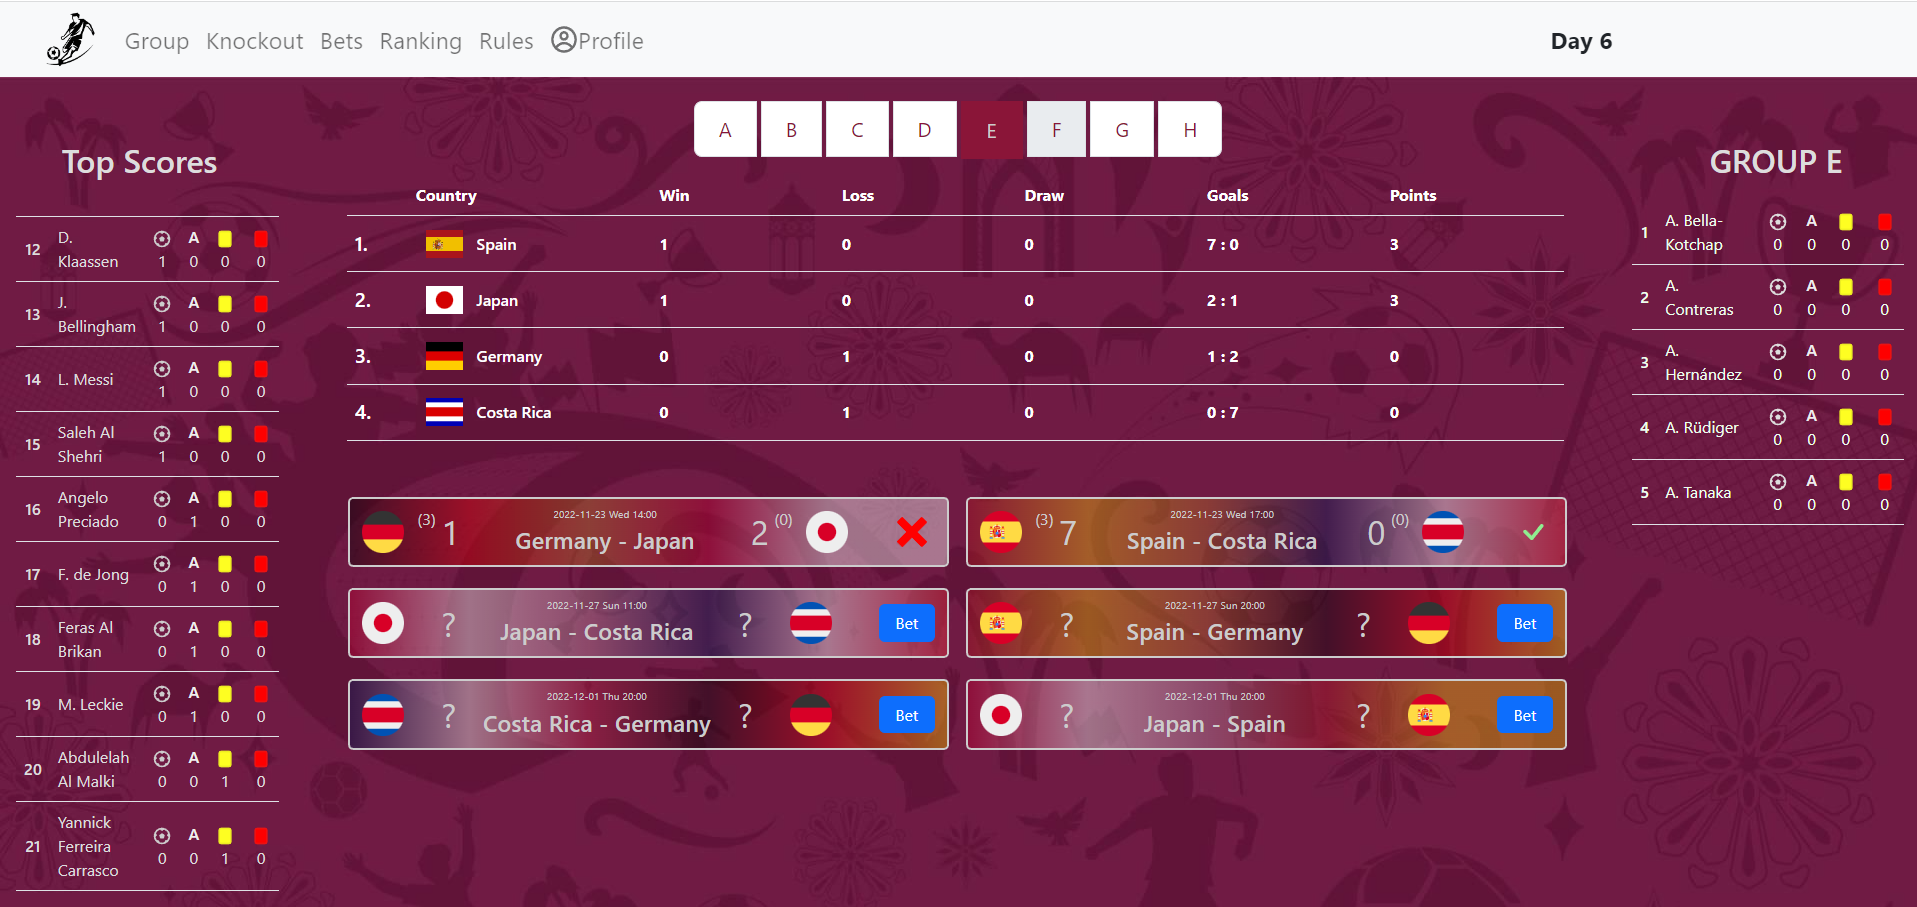 Group Knockout Bets Ranking Rules Profile
Day 6
A B C D E F G H
Top Scores
12 D. Klaassen A
1 0 0 0
13 J. Bellingham A
1 0 0 0
14 L. Messi A
1 0 0 0
15 Saleh Al Shehri A
1 0 0 0
16 Angelo Preciado A
0 1 0 0
17 F. de Jong A
0 1 0 0
18 Feras Al Brikan A
0 1 0 0
19 M. Leckie A
0 1 0 0
20 Abdulelah Al Malki A
0 0 1 0
21 Yannick Ferreira Carrasco A
0 0 1 0
Country Win Loss Draw Goals Points
1. Spain 1 0 0 7 : 0 3
2. Japan 1 0 0 2 : 1 3
3. Germany 0 1 0 1 : 2 0
4. Costa Rica 0 1 0 0 : 7 0
2022-11-23 Wed 14:00
(3) 1 Germany - Japan 2 (0)
2022-11-23 Wed 17:00
(3) 7 Spain - Costa Rica 0 (0)
2022-11-27 Sun 11:00
? Japan - Costa Rica ? Bet
2022-11-27 Sun 20:00
? Spain - Germany ? Bet
2022-12-01 Thu 20:00
? Costa Rica - Germany ? Bet
2022-12-01 Thu 20:00
? Japan - Spain ? Bet
GROUP E
1 A. Bella-Kotchap A
0 0 0 0
2 A. Contreras A
0 0 0 0
3 A. Hernández A
0 0 0 0
4 A. Rüdiger A
0 0 0 0
5 A. Tanaka A
0 0 0 0